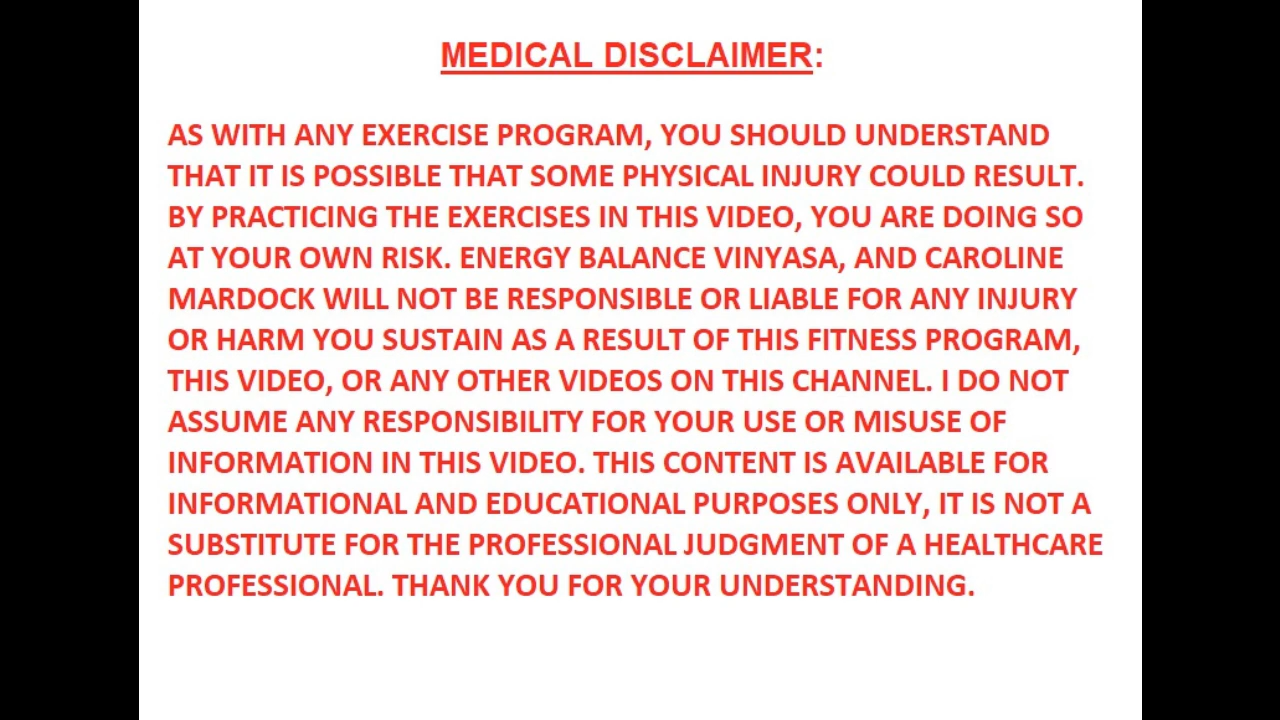 MEDICAL DISCLAIMER:
AS WITH ANY EXERCISE PROGRAM, YOU SHOULD UNDERSTAND
THAT IT IS POSSIBLE THAT SOME PHYSICAL INJURY COULD RESULT.
BY PRACTICING THE EXERCISES IN THIS VIDEO, YOU ARE DOING SO
AT YOUR OWN RISK. ENERGY BALANCE VINYASA, AND CAROLINE
MARDOCK WILL NOT BE RESPONSIBLE OR LIABLE FOR ANY INJURY
OR HARM YOU SUSTAIN AS A RESULT OF THIS FITNESS PROGRAM,
THIS VIDEO, OR ANY OTHER VIDEOS ON THIS CHANNEL. I DO NOT
ASSUME ANY RESPONSIBILITY FOR YOUR USE OR MISUSE OF
INFORMATION IN THIS VIDEO. THIS CONTENT IS AVAILABLE FOR
INFORMATIONAL AND EDUCATIONAL PURPOSES ONLY, IT IS NOT A
SUBSTITUTE FOR THE PROFESSIONAL JUDGMENT OF A HEALTHCARE
PROFESSIONAL. THANK YOU FOR YOUR UNDERSTANDING.